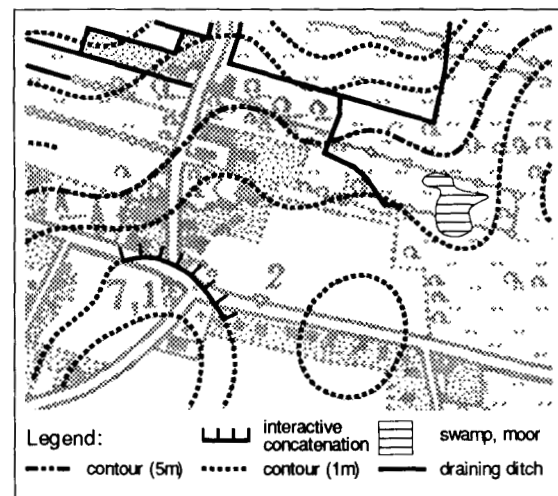 2
7,1
Legend:
interactive concatenation
swamp, moor
contour (5m)
contour (1m)
draining ditch